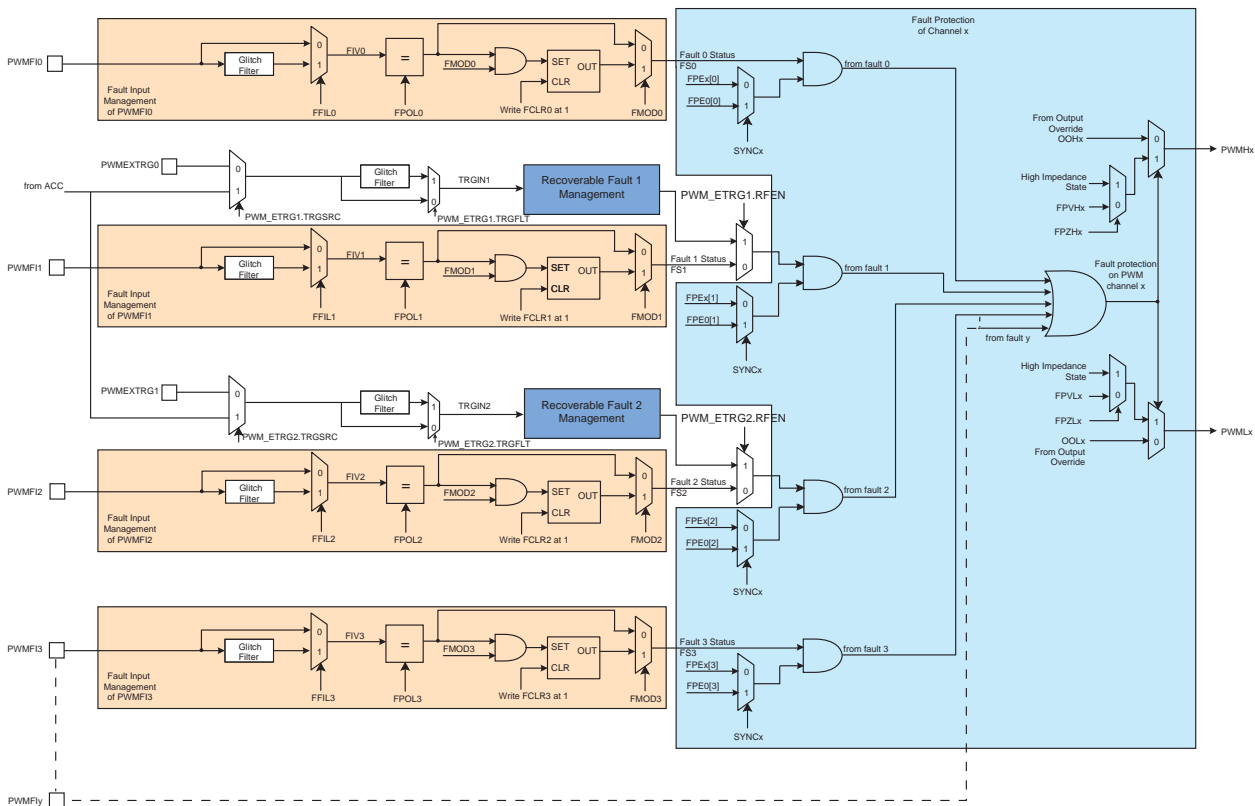 Fault Protection
of Channel x
PWMFI0
Glitch
Filter
0
1
FIV0
=
FMOD0
SET
OUT
CLR
0
1
Fault 0 Status
FS0
FPEx[0]
FPE0[0]
0
1
SYNCx
from fault 0
Fault Input
Management
of PWMFI0
FFIL0
FPOL0
Write FCLR0 at 1
FMOD0
From Output
Override
OOHx
0
1
PWMHx
High Impedance
State
FPVHx
1
0
FPZHx
PWMEXTRG0
from ACC
0
1
PWM_ETRG1.TRGSRC
Glitch
Filter
1
0
TRGIN1
PWM_ETRG1.TRGFLT
Recoverable Fault 1
Management
PWM_ETRG1.RFEN
1
0
PWMFI1
Glitch
Filter
0
1
FIV1
=
FMOD1
SET
OUT
CLR
0
1
Fault 1 Status
FS1
FPEx[1]
FPE0[1]
0
1
SYNCx
from fault 1
Fault Input
Management
of PWMFI1
FFIL1
FPOL1
Write FCLR1 at 1
FMOD1
Fault protection
on PWM
channel x
from fault y
PWMEXTRG1
0
1
PWM_ETRG2.TRGSRC
Glitch
Filter
1
0
TRGIN2
PWM_ETRG2.TRGFLT
Recoverable Fault 2
Management
PWM_ETRG2.RFEN
1
0
High Impedance
State
FPVLx
1
0
FPZLx
OOLx
From Output
Override
1
0
PWMLx
PWMFI2
Glitch
Filter
0
1
FIV2
=
FMOD2
SET
OUT
CLR
0
1
Fault 2 Status
FS2
FPEx[2]
FPE0[2]
0
1
SYNCx
from fault 2
Fault Input
Management
of PWMFI2
FFIL2
FPOL2
Write FCLR2 at 1
FMOD2
PWMFI3
Glitch
Filter
0
1
FIV3
=
FMOD3
SET
OUT
CLR
0
1
Fault 3 Status
FS3
FPEx[3]
FPE0[3]
0
1
SYNCx
from fault 3
Fault Input
Management
of PWMFI3
FFIL3
FPOL3
Write FCLR3 at 1
FMOD3
PWMFIy